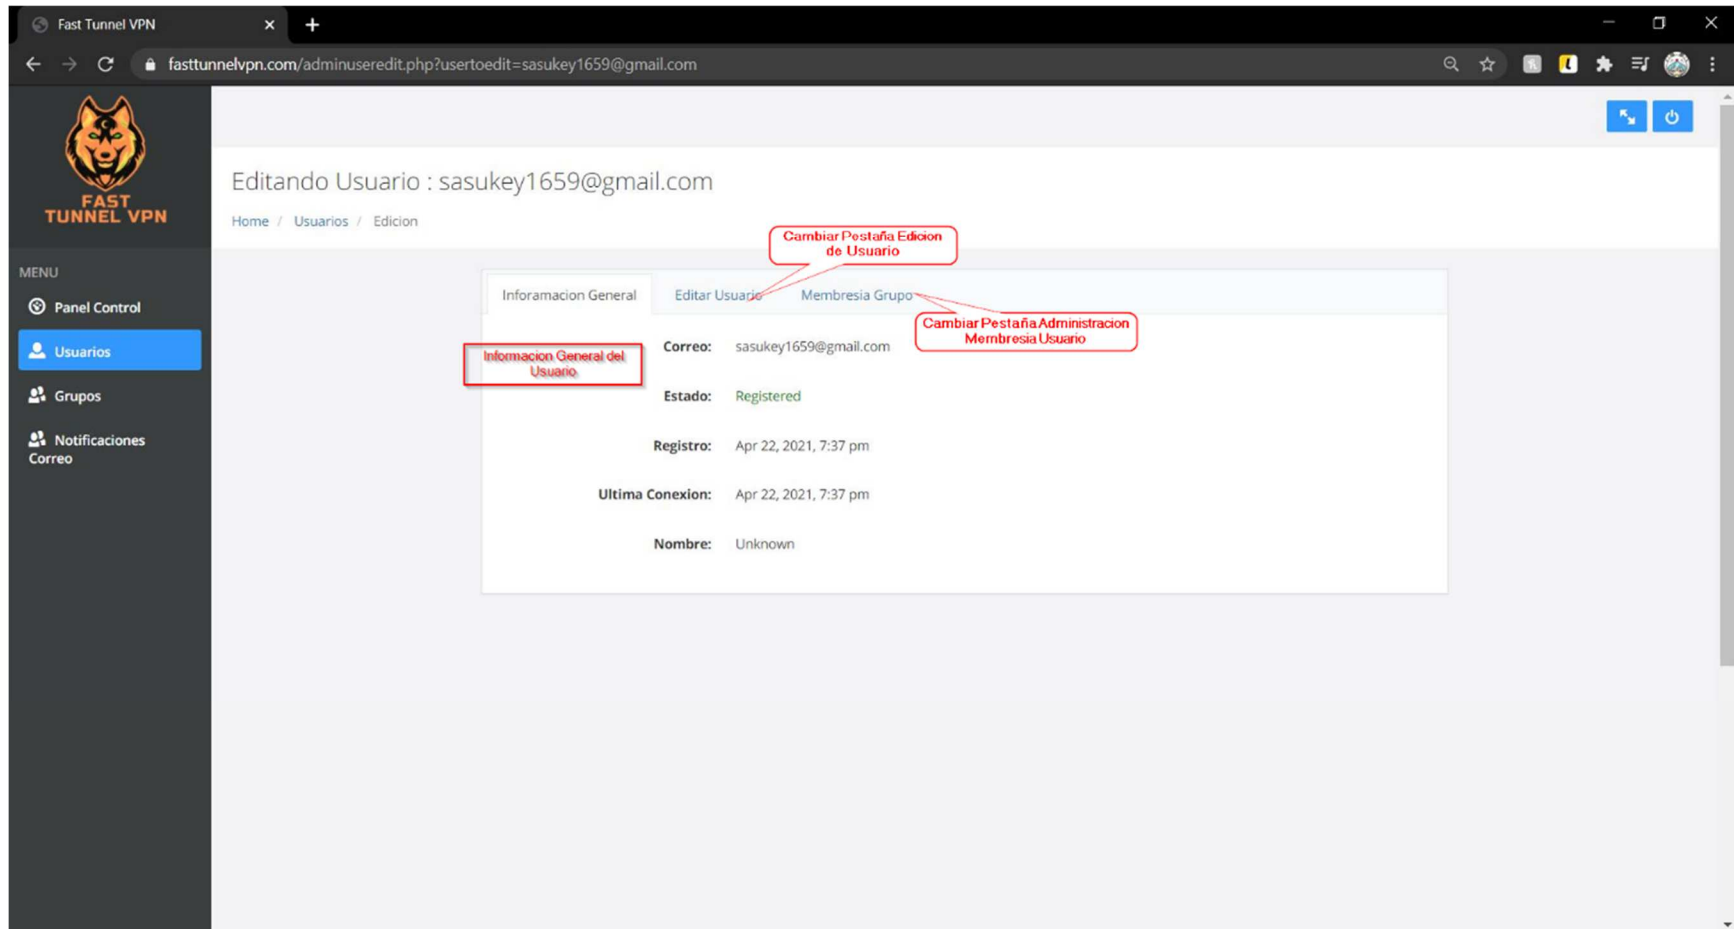 Fast Tunnel VPN
fasttunnelvpn.com/adminuseredit.php?usertoedit=sasukey1659@gmail.com
FAST
TUNNEL VPN
Editando Usuario : sasukey1659@gmail.com
Home / Usuarios / Edicion
MENU
Panel Control
Usuarios
Grupos
Notificaciones
Correo
Cambiar Pestaña Edicion
de Usuario
Inforamacion General
Editar Usuario
Membresia Grupo
Cambiar Pestaña Administracion
Membresia Usuario
Informacion General del
Usuario
Correo: sasukey1659@gmail.com
Estado: Registered
Registro: Apr 22, 2021, 7:37 pm
Ultima Conexion: Apr 22, 2021, 7:37 pm
Nombre: Unknown